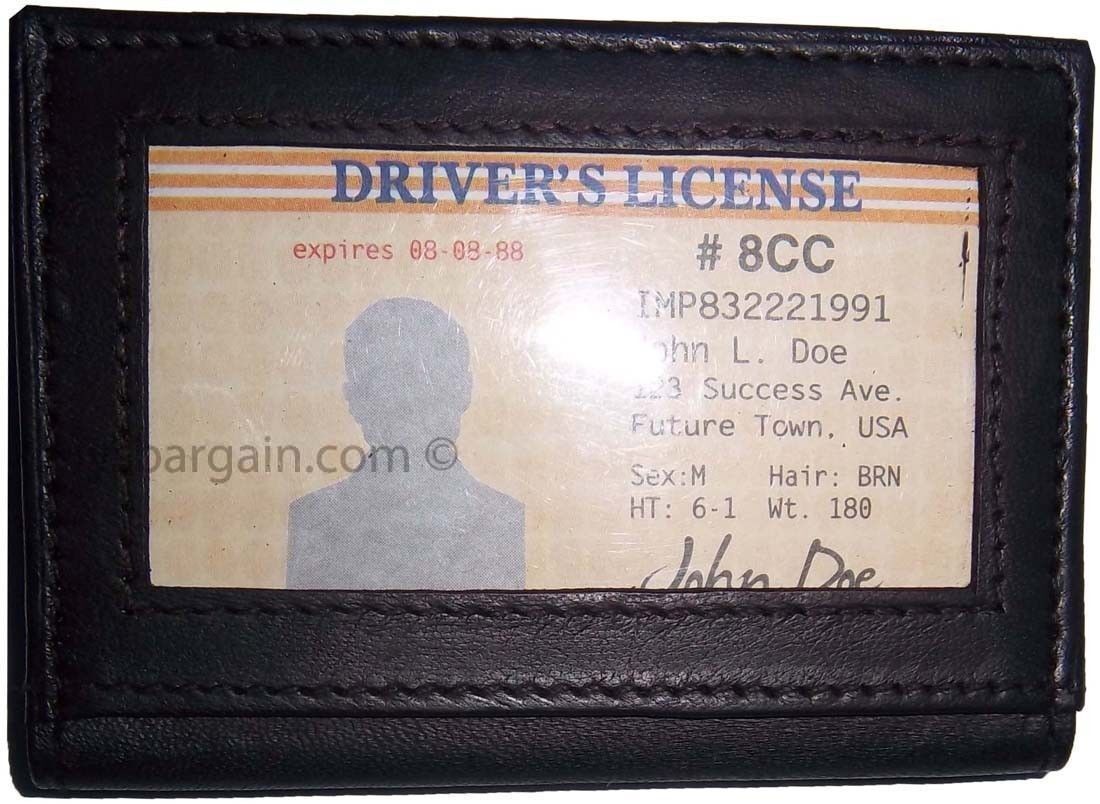 DRIVER'S LICENSE
expires 08-08-88
# 8CC
IMP832221991
John L. Doe
123 Success Ave.
Future Town, USA
Sex:M Hair: BRN
HT: 6-1 Wt. 180
John Doe
bargain.com ©